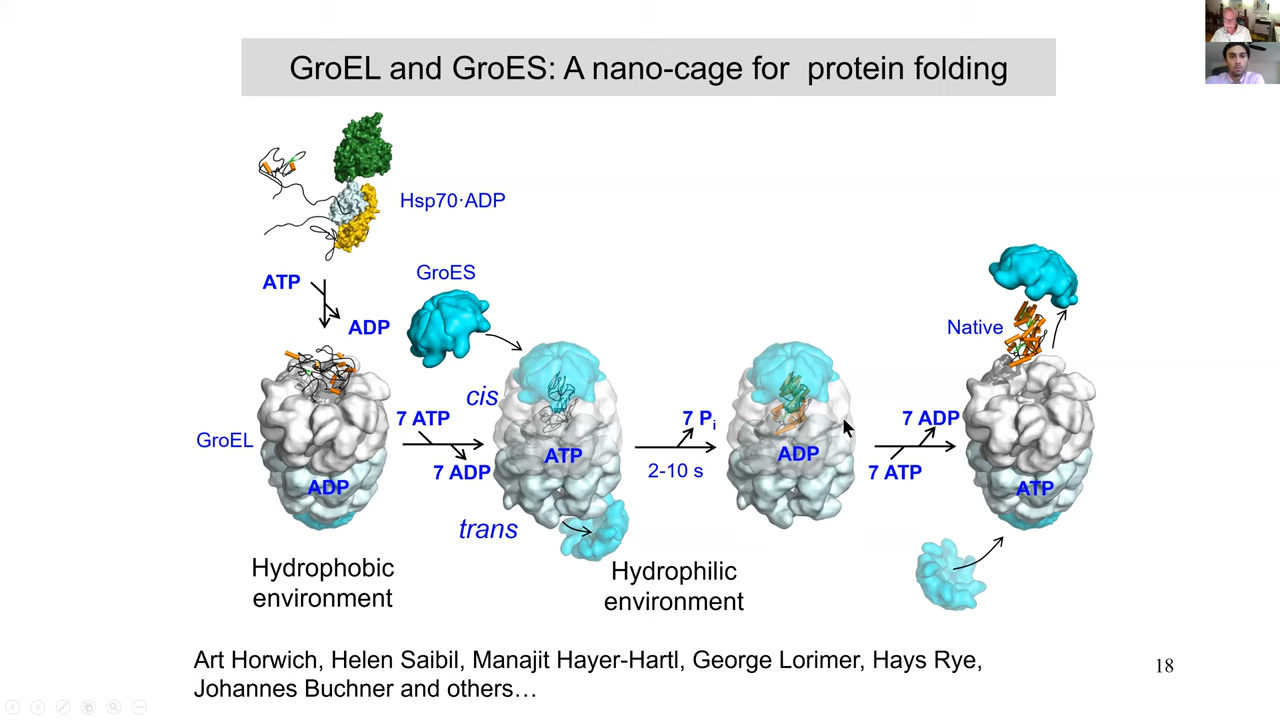 GroEL and GroES: A nano-cage for protein folding
Hsp70·ADP
ATP
ADP
GroES
GroEL
ADP
Hydrophobic
environment
cis
7 ATP
7 ADP
trans
ATP
Hydrophilic
environment
7 Pi
2-10 s
ADP
7 ADP
7 ATP
Native
ATP
Art Horwich, Helen Saibil, Manajit Hayer-Hartl, George Lorimer, Hays Rye,
Johannes Buchner and others…
18